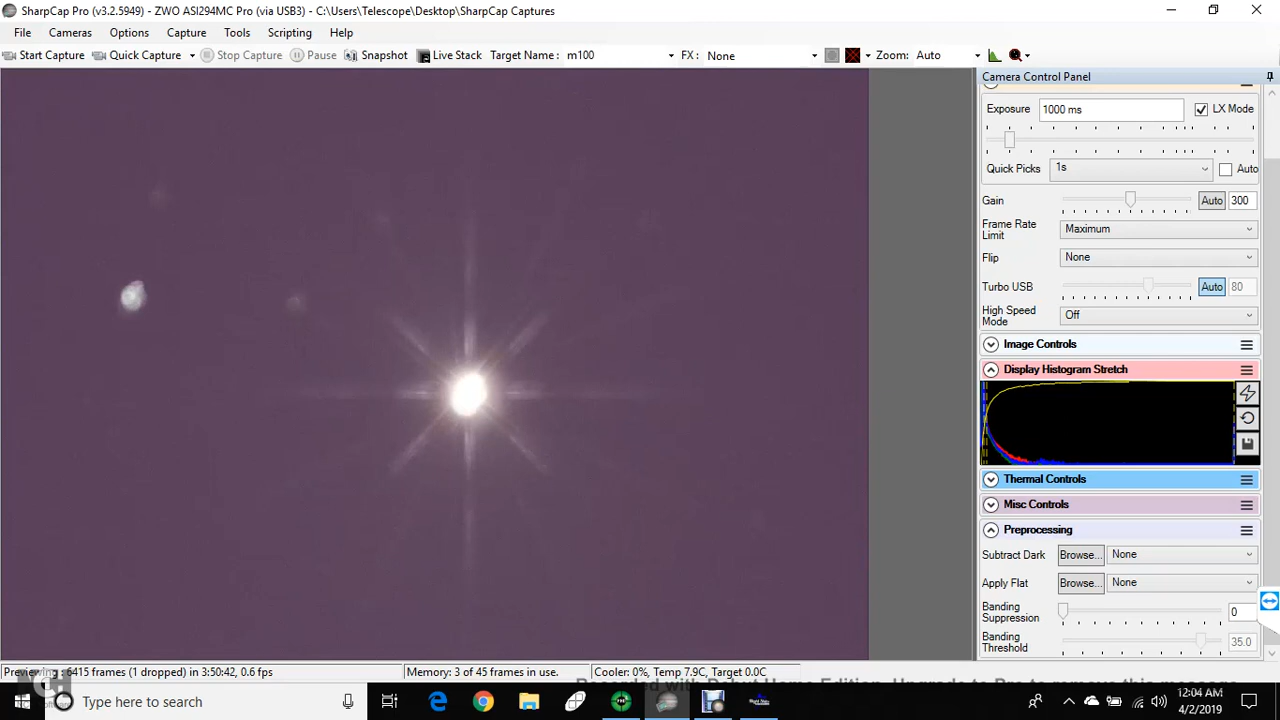 SharpCap Pro (v3.2.5949) - ZWO ASI294MC Pro (via USB3) - C:\Users\Telescope\Desktop\SharpCap Captures
File Cameras Options Capture Tools Scripting Help
Start Capture Quick Capture Stop Capture Pause Snapshot Live Stack Target Name : m100 FX : None Zoom: Auto
Camera Control Panel
Exposure 1000 ms LX Mode
Quick Picks 1s Auto
Gain Auto 300
Frame Rate Limit Maximum
Flip None
Turbo USB Auto 80
High Speed Mode Off
Image Controls
Display Histogram Stretch
Thermal Controls
Misc Controls
Preprocessing
Subtract Dark Browse... None
Apply Flat Browse... None
Banding Suppression 0
Banding Threshold 35.0
Previewing : 6415 frames (1 dropped) in 3:50:42, 0.6 fps Memory: 3 of 45 frames in use. Cooler: 0%, Temp 7.9C, Target 0.0C
Type here to search
12:04 AM
4/2/2019